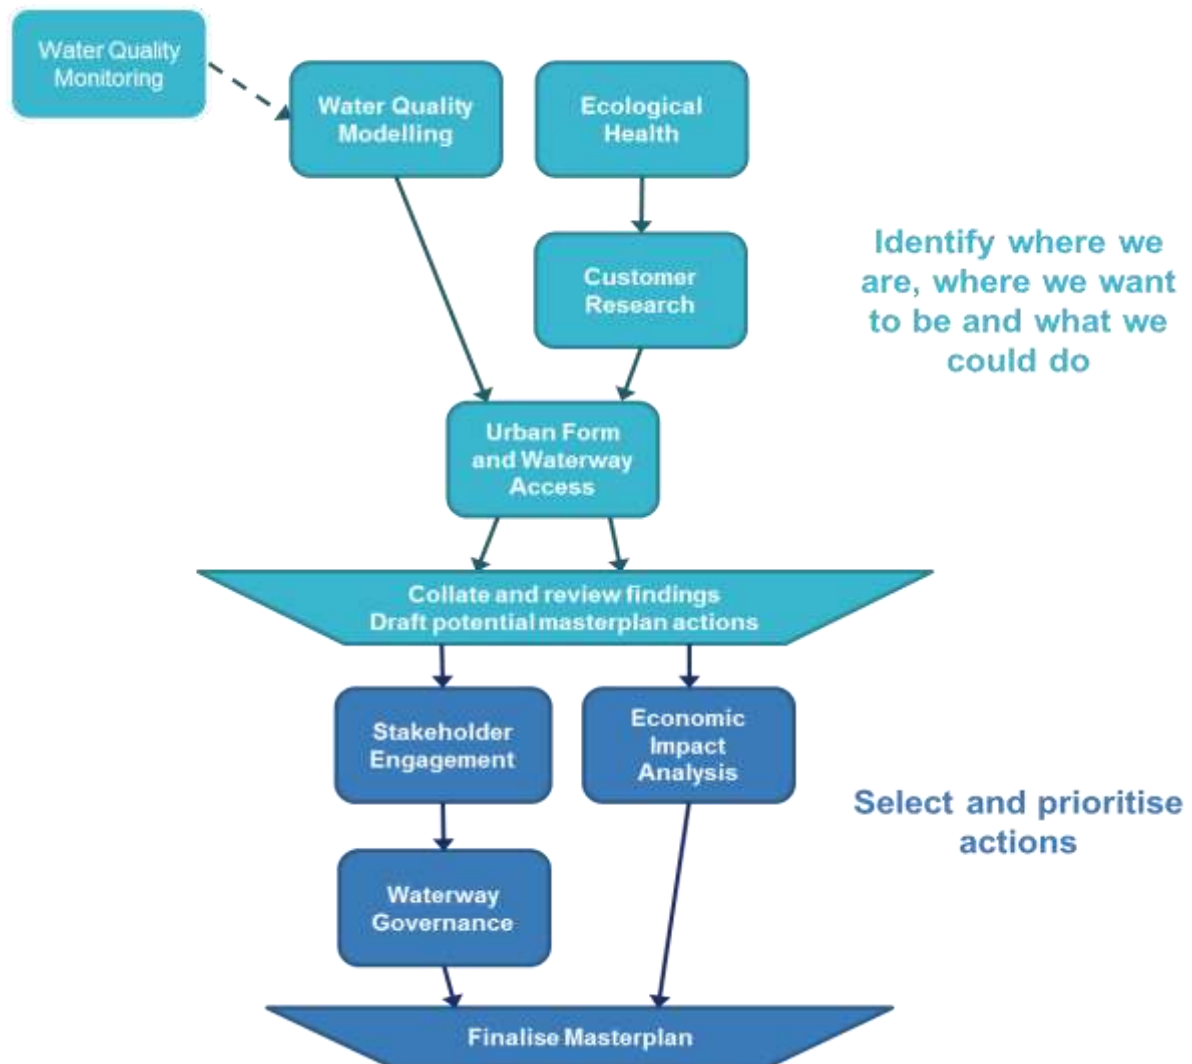 Water Quality
Monitoring
Water Quality
Modelling
Ecological
Health
Customer
Research
Identify where we
are, where we want
to be and what we
could do
Urban Form
and Waterway
Access
Collate and review findings
Draft potential masterplan actions
Stakeholder
Engagement
Economic
Impact
Analysis
Select and prioritise
actions
Waterway
Governance
Finalise Masterplan